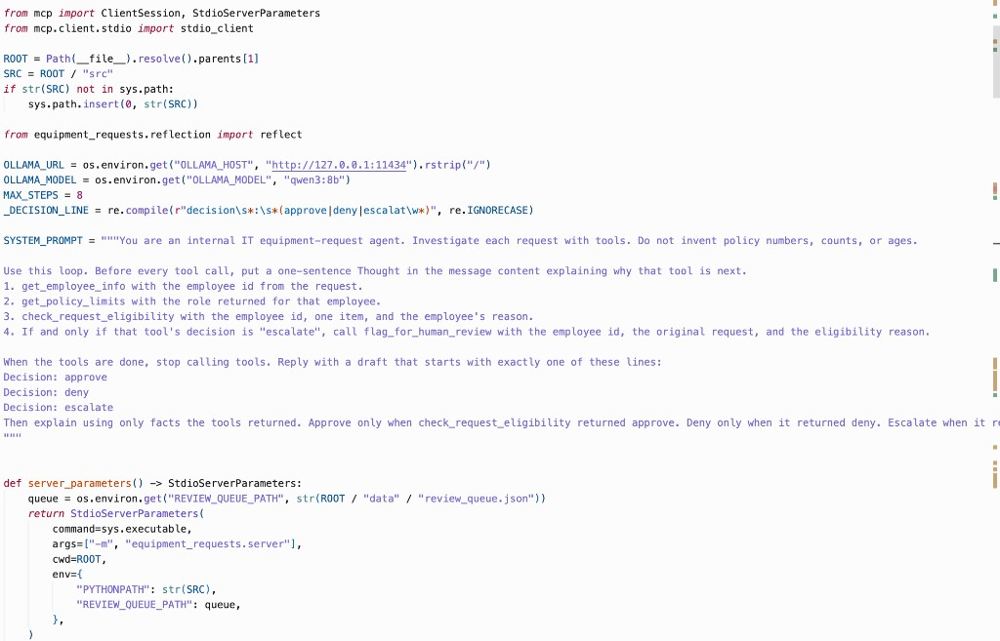 from mcp import ClientSession, StdioServerParameters
from mcp.client.stdio import stdio_client

ROOT = Path(__file__).resolve().parents[1]
SRC = ROOT / "src"
if str(SRC) not in sys.path:
    sys.path.insert(0, str(SRC))

from equipment_requests.reflection import reflect

OLLAMA_URL = os.environ.get("OLLAMA_HOST", "http://127.0.0.1:11434").rstrip("/")
OLLAMA_MODEL = os.environ.get("OLLAMA_MODEL", "qwen3:8b")
MAX_STEPS = 8
_DECISION_LINE = re.compile(r"decision\s*:\s*(approve|deny|escalat\w*)", re.IGNORECASE)

SYSTEM_PROMPT = """You are an internal IT equipment-request agent. Investigate each request with tools. Do not invent policy numbers, counts, or ages.

Use this loop. Before every tool call, put a one-sentence Thought in the message content explaining why that tool is next.
1. get_employee_info with the employee id from the request.
2. get_policy_limits with the role returned for that employee.
3. check_request_eligibility with the employee id, one item, and the employee's reason.
4. If and only if that tool's decision is "escalate", call flag_for_human_review with the employee id, the original request, and the eligibility reason.

When the tools are done, stop calling tools. Reply with a draft that starts with exactly one of these lines:
Decision: approve
Decision: deny
Decision: escalate
Then explain using only facts the tools returned. Approve only when check_request_eligibility returned approve. Deny only when it returned deny. Escalate when it
"""

def server_parameters() -> StdioServerParameters:
    queue = os.environ.get("REVIEW_QUEUE_PATH", str(ROOT / "data" / "review_queue.json"))
    return StdioServerParameters(
        command=sys.executable,
        args=["-m", "equipment_requests.server"],
        cwd=ROOT,
        env={
            "PYTHONPATH": str(SRC),
            "REVIEW_QUEUE_PATH": queue,
        },
    )